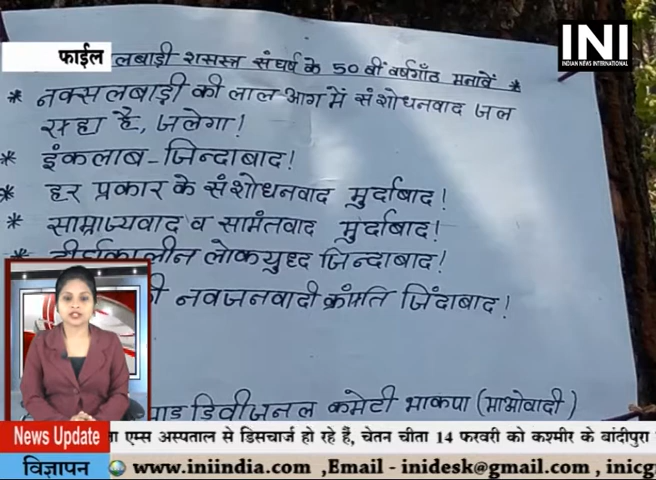 फाईल
INI
INDIAN NEWS INTERNATIONAL
लबाड़ी शसस्त्र संघर्ष के 50 वीं वर्षगाँठ मनावें *
* नक्सलबाड़ी की लाल आग में संशोधनवाद जल
रहा है, जलेगा!
* इंकलाब-जिन्दाबाद!
* हर प्रकार के संशोधनवाद मुर्दाबाद!
* साम्राज्यवाद व सामंतवाद मुर्दाबाद!
* दीर्घकालीन लोकयुध्द जिन्दाबाद!
नवजनवादी क्रांति जिंदाबाद!
डिवीजनल कमेटी भाकपा (माओवादी)
News Update
एम्स अस्पताल से डिसचार्ज हो रहे हैं, चेतन चीता 14 फरवरी को कश्मीर के बांदीपुरा
विज्ञापन
www.iniindia.com ,Email - inidesk@gmail.com , inicg